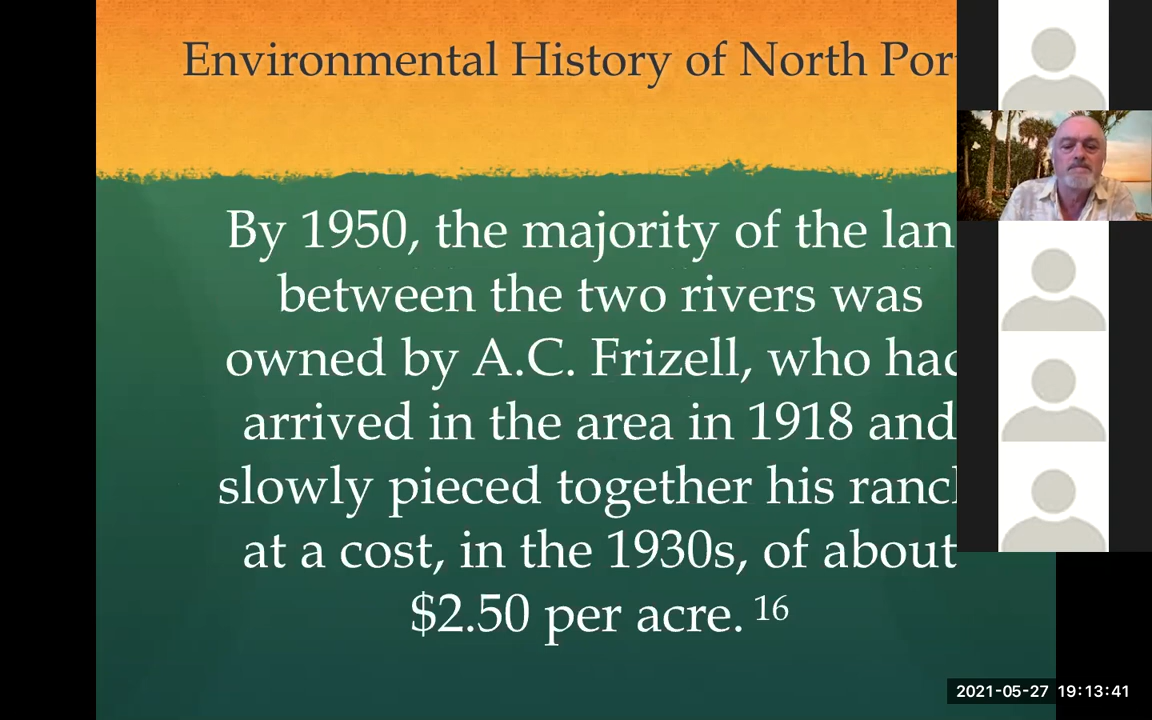 Environmental History of North Por
By 1950, the majority of the lan
between the two rivers was
owned by A.C. Frizell, who had
arrived in the area in 1918 and
slowly pieced together his ranch
at a cost, in the 1930s, of about
$2.50 per acre. 16
2021-05-27 19:13:41